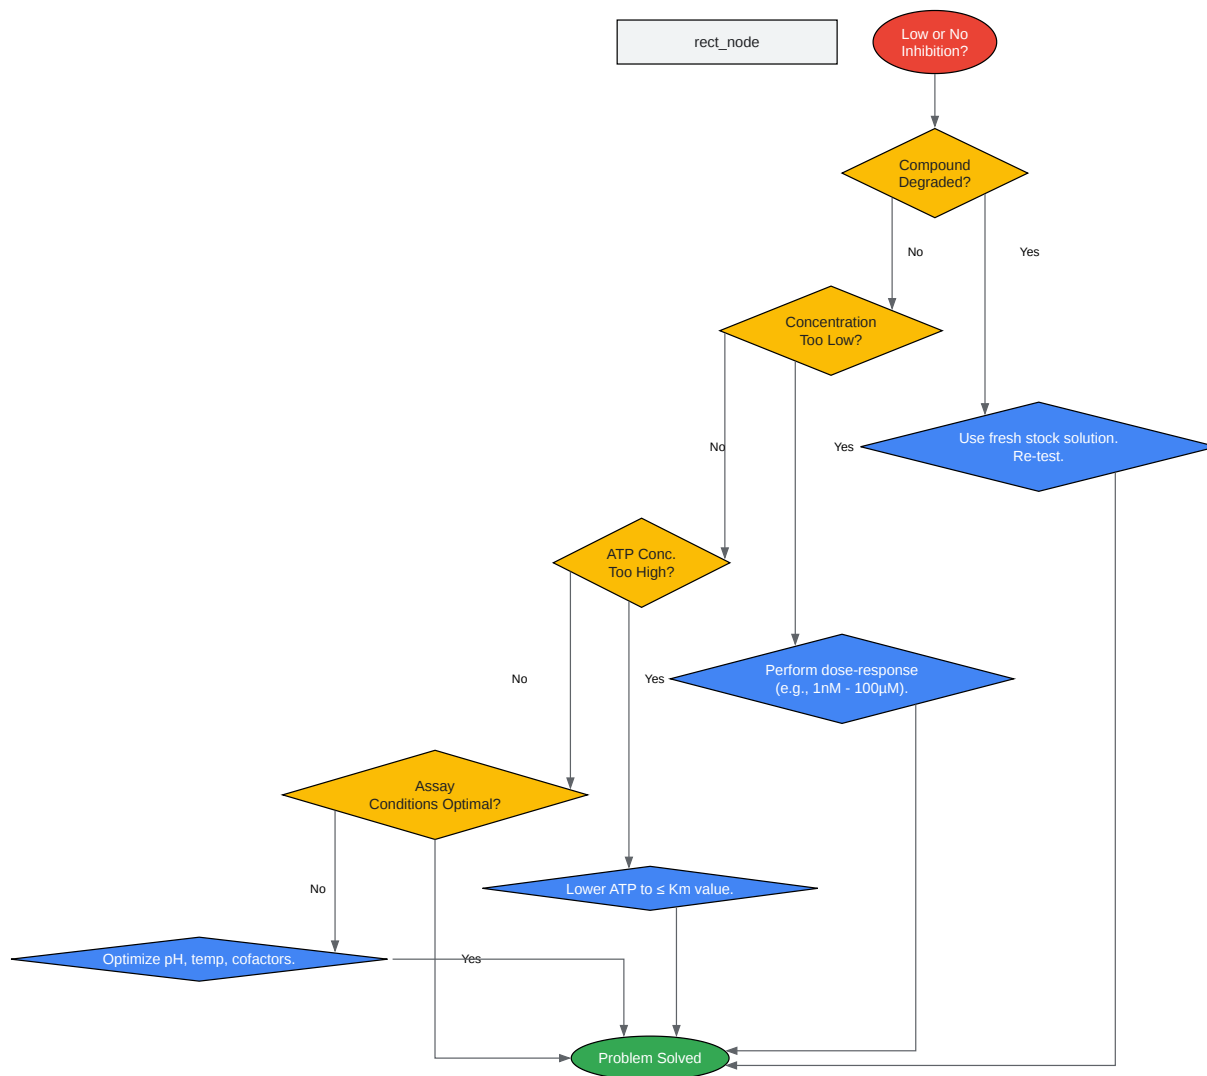 rect_node
Low or No
Inhibition?
Compound
Degraded?
No
Yes
Concentration
Too Low?
No
Yes
Use fresh stock solution.
Re-test.
ATP Conc.
Too High?
No
Yes
Perform dose-response
(e.g., 1nM - 100µM).
Assay
Conditions Optimal?
No
Lower ATP to ≤ Km value.
Optimize pH, temp, cofactors.
Yes
Problem Solved